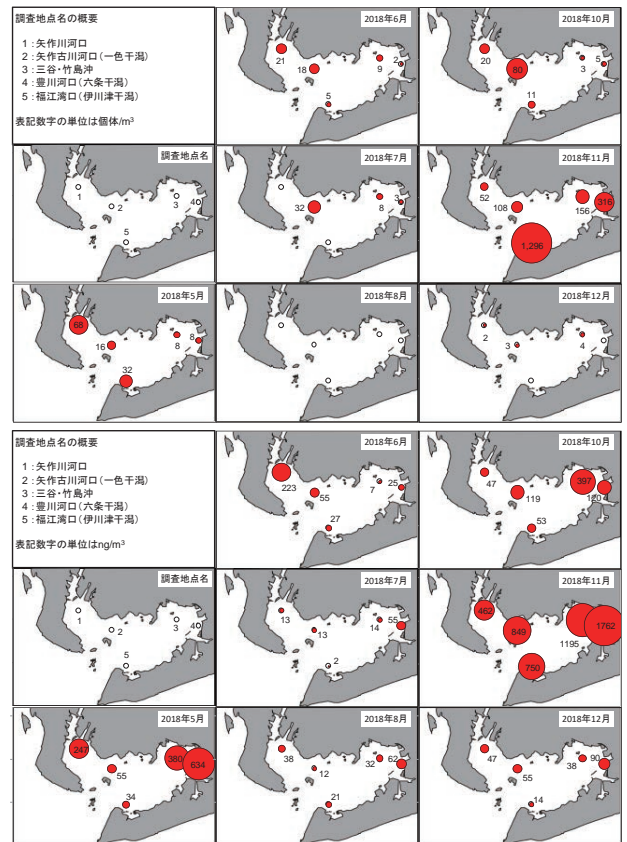 調査地点名の概要
1：矢作川河口
2：矢作古川河口（一色干潟）
3：三谷・竹島沖
4：豊川河口（六条干潟）
5：福江湾口（伊川津干潟）
表記数字の単位は個体/m³
2018年6月
21
18
9
2
5
2018年10月
20
80
3
5
11
調査地点名
1
2
3
4
5
2018年7月
32
8
3
2018年11月
52
108
156
316
1,296
2018年5月
68
16
8
8
32
2018年8月
2018年12月
2
3
4
調査地点名の概要
1：矢作川河口
2：矢作古川河口（一色干潟）
3：三谷・竹島沖
4：豊川河口（六条干潟）
5：福江湾口（伊川津干潟）
表記数字の単位はng/m³
2018年6月
223
55
7
25
27
2018年10月
47
119
397
120
53
調査地点名
1
2
3
4
5
2018年7月
13
13
14
55
2
2018年11月
462
849
1195
1762
750
2018年5月
247
55
380
634
34
2018年8月
38
12
32
62
21
2018年12月
47
55
38
90
14